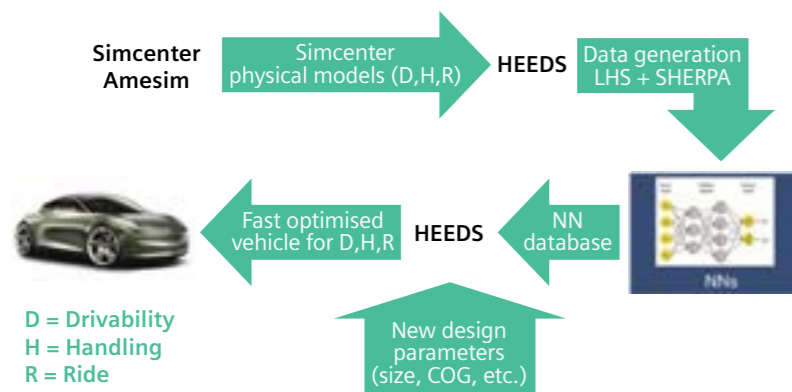 Simcenter
Amesim
Simcenter
physical models (D,H,R)
HEEDS
Data generation
LHS + SHERPA
NNs
NN
database
HEEDS
Fast optimised
vehicle for D,H,R
New design
parameters
(size, COG, etc.)
D = Drivability
H = Handling
R = Ride